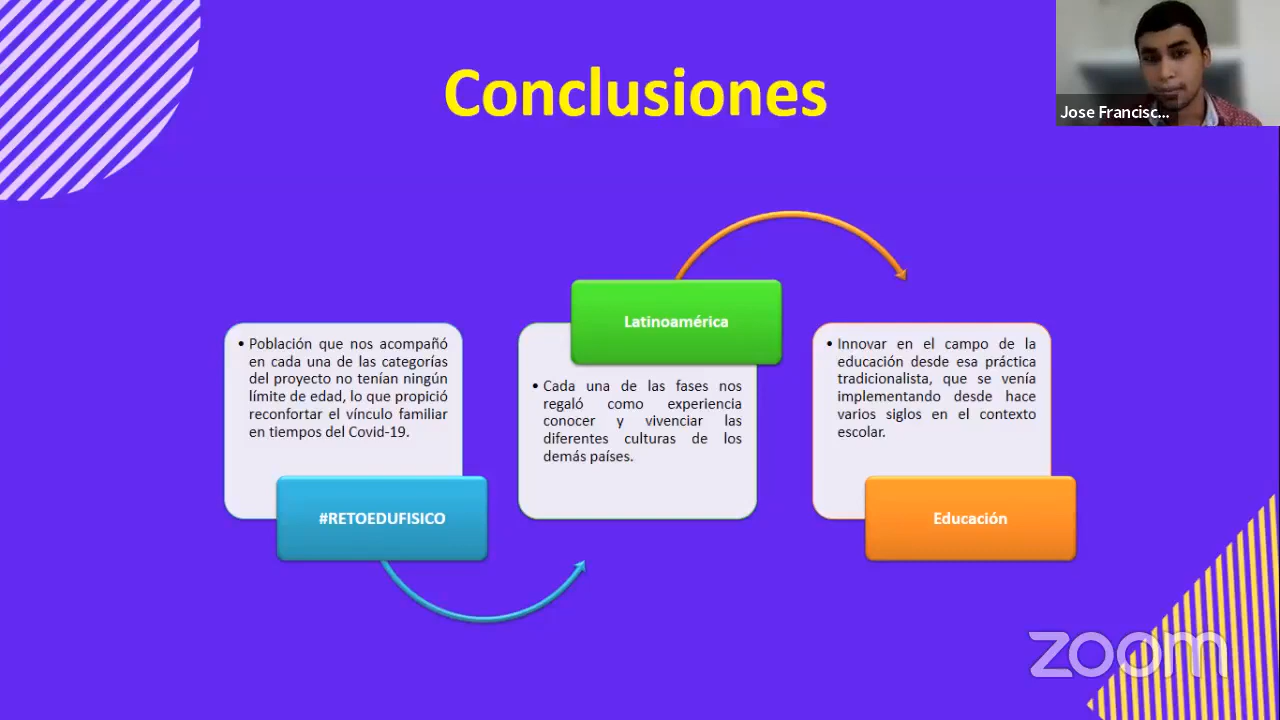 Conclusiones
Jose Francisc...
• Población que nos acompañó
en cada una de las categorías
del proyecto no tenían ningún
límite de edad, lo que propició
reconfortar el vínculo familiar
en tiempos del Covid-19.
#RETOEDUFISICO
Latinoamérica
• Cada una de las fases nos
regaló como experiencia
conocer y vivenciar las
diferentes culturas de los
demás países.
• Innovar en el campo de la
educación desde esa práctica
tradicionalista, que se venía
implementando desde hace
varios siglos en el contexto
escolar.
Educación
zoom